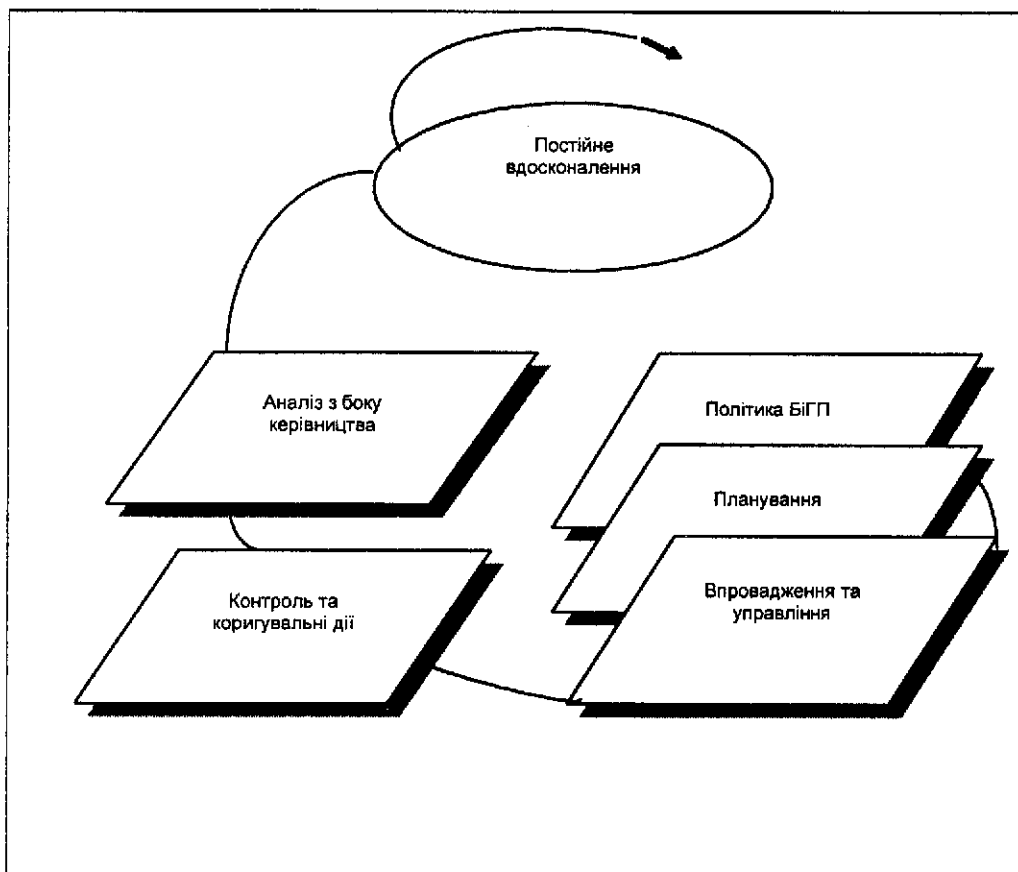 Постійне
вдосконалення
Аналіз з боку
керівництва
Політика БіГП
Планування
Контроль та
коригувальні дії
Впровадження та
управління